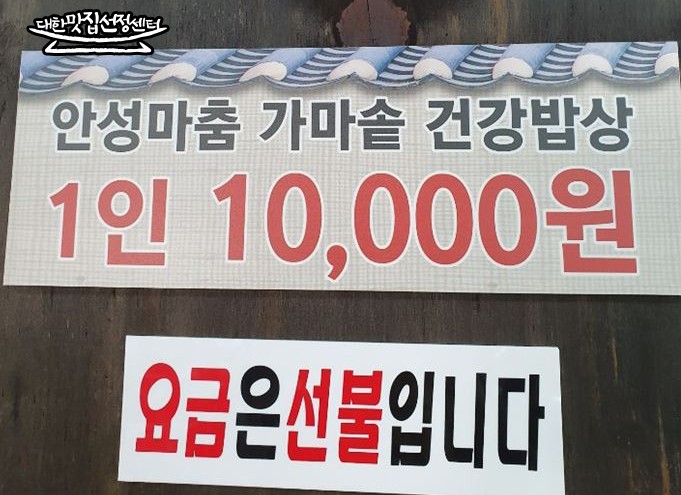 대한맛집선정센터
안성마춤 가마솥 건강밥상
1인 10,000원
요금은선불입니다